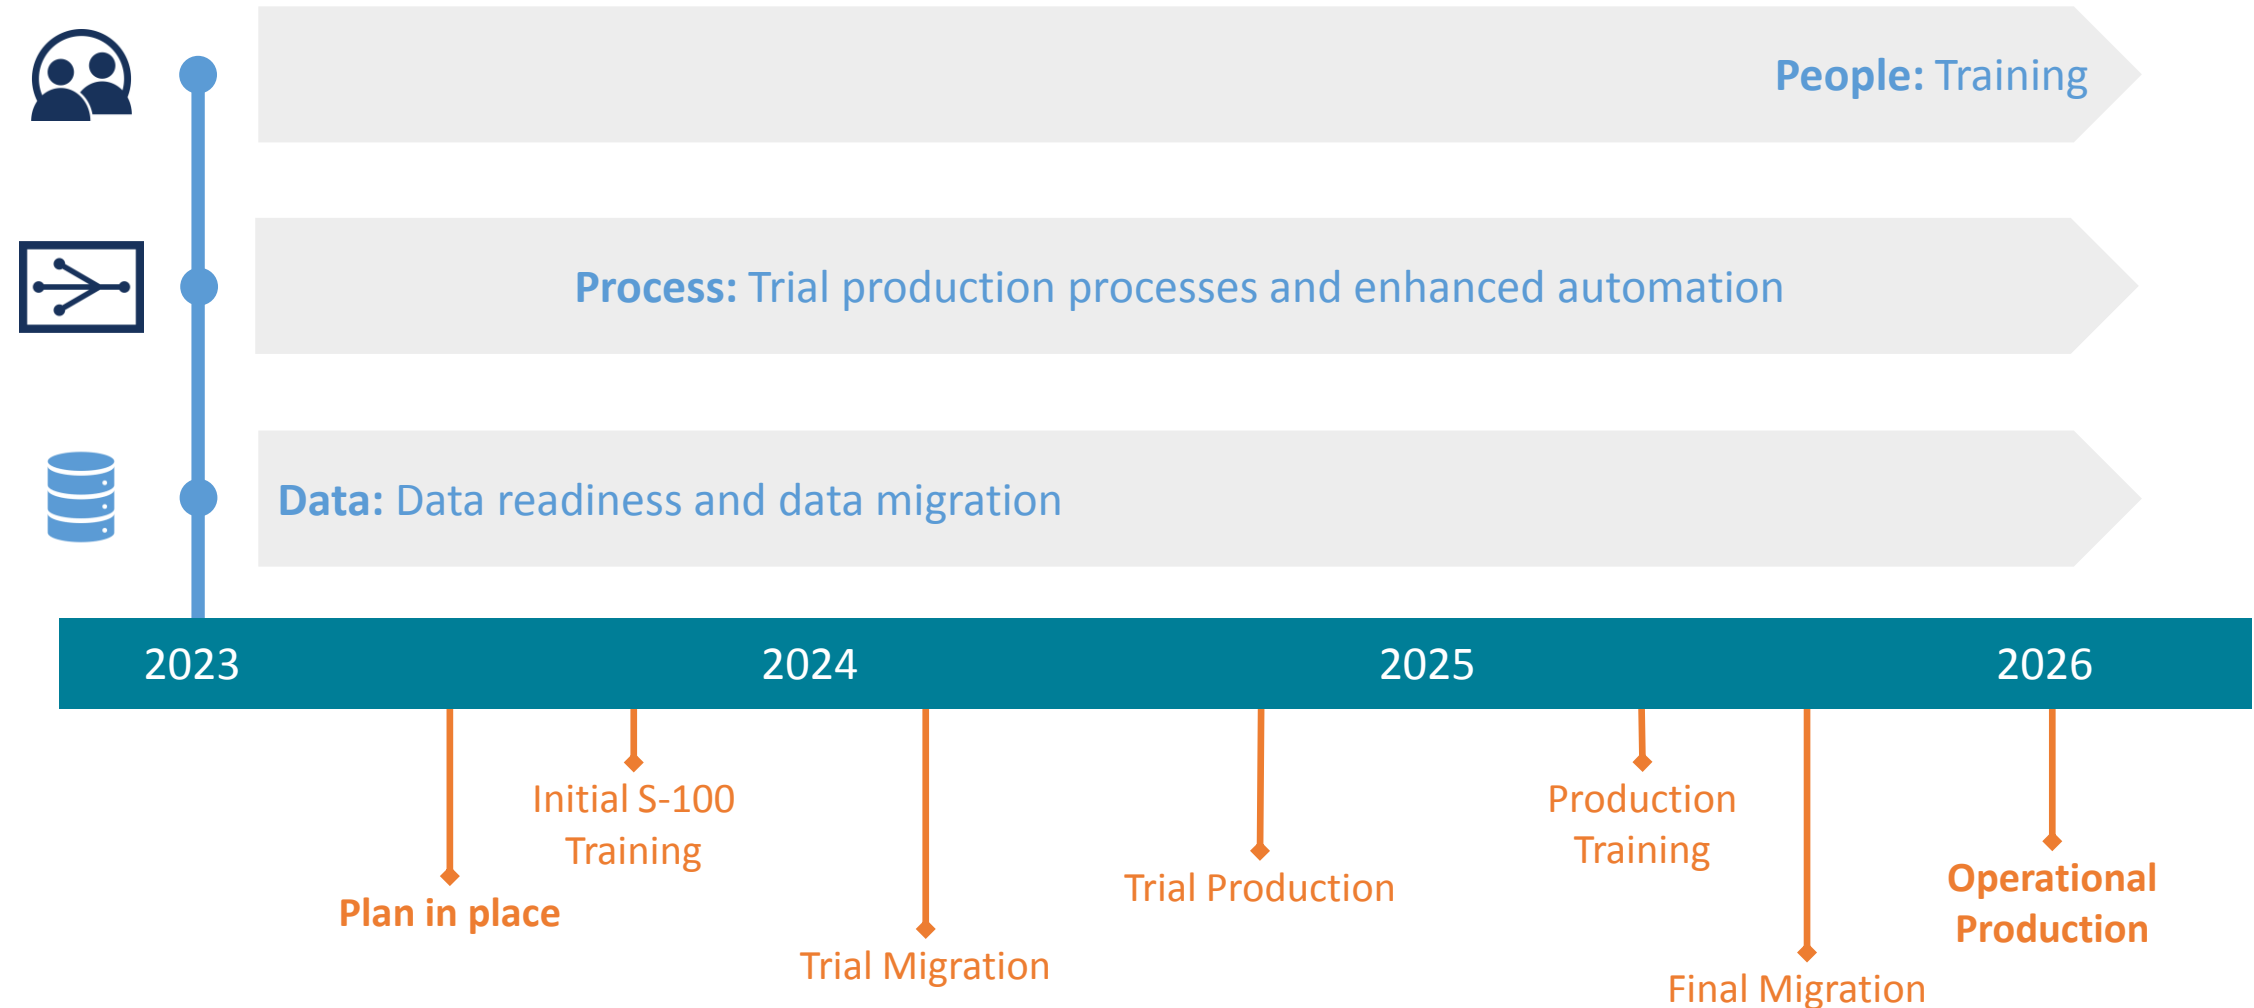 People: Training
Process: Trial production processes and enhanced automation
Data: Data readiness and data migration
2023
2024
2025
2026
Plan in place
Initial S-100
Training
Trial Migration
Trial Production
Production
Training
Final Migration
Operational
Production